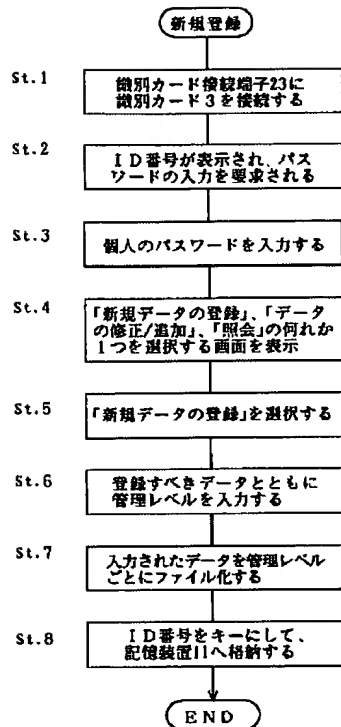 新規登録
St.1
識別カード接続端子23に
識別カード3を接続する
St.2
ID番号が表示され、パス
ワードの入力を要求される
St.3
個人のパスワードを入力する
St.4
「新規データの登録」、「データ
の修正/追加」、「照会」の何れか
1つを選択する画面を表示
St.5
「新規データの登録」を選択する
St.6
登録すべきデータとともに
管理レベルを入力する
St.7
入力されたデータを管理レベル
ごとにファイル化する
St.8
ID番号をキーにして、
記憶装置11へ格納する
END